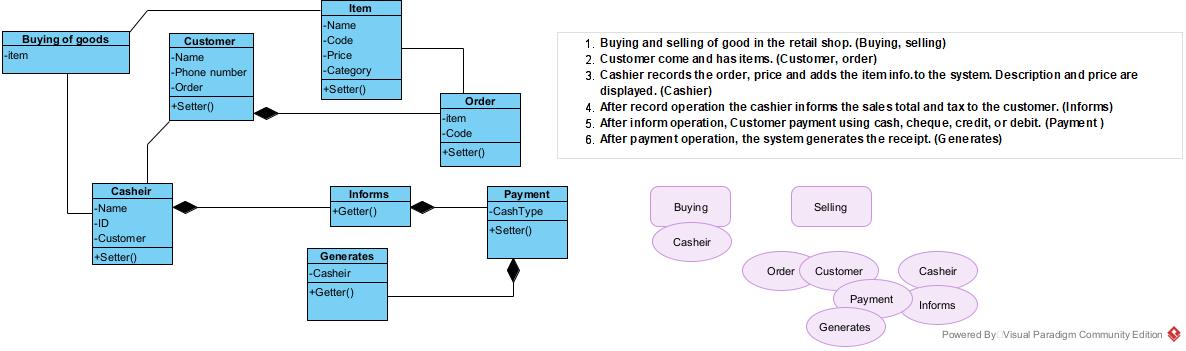 Item
-Name
-Code
-Price
-Category
+Setter()
Buying of goods
-item
Customer
-Name
-Phone number
-Order
+Setter()
Order
-item
-Code
+Setter()
Casheir
-Name
-ID
-Customer
+Setter()
Informs
+Getter()
Payment
-CashType
+Setter()
Generates
-Casheir
+Getter()
1. Buying and selling of good in the retail shop. (Buying, selling)
2. Customer come and has items. (Customer, order)
3. Cashier records the order, price and adds the item info.to the system. Description and price are
displayed. (Cashier)
4. After record operation the cashier informs the sales total and tax to the customer. (Informs)
5. After inform operation, Customer payment using cash, cheque, credit, or debit. (Payment )
6. After payment operation, the system generates the receipt. (Generates)
Buying
Selling
Casheir
Order
Customer
Casheir
Payment
Informs
Generates
Powered By Visual Paradigm Community Edition